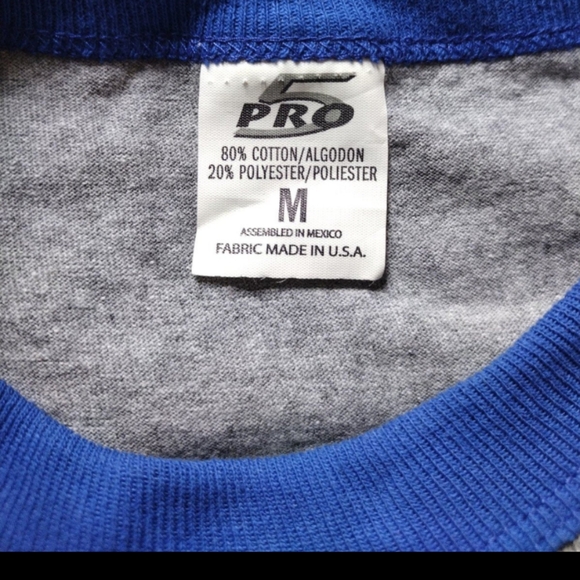 PRO 5
80% COTTON/ALGODON
20% POLYESTER/POLIESTER
M
ASSEMBLED IN MEXICO
FABRIC MADE IN U.S.A.